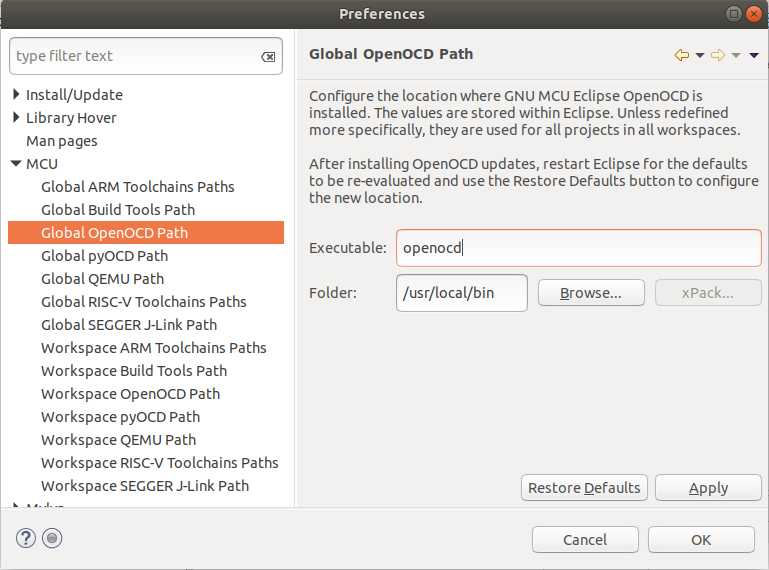 Preferences
type filter text
Install/Update
Library Hover
Man pages
MCU
Global ARM Toolchains Paths
Global Build Tools Path
Global OpenOCD Path
Global pyOCD Path
Global QEMU Path
Global RISC-V Toolchains Paths
Global SEGGER J-Link Path
Workspace ARM Toolchains Paths
Workspace Build Tools Path
Workspace OpenOCD Path
Workspace pyOCD Path
Workspace QEMU Path
Workspace RISC-V Toolchains Paths
Workspace SEGGER J-Link Path
Global OpenOCD Path
Configure the location where GNU MCU Eclipse OpenOCD is
installed. The values are stored within Eclipse. Unless redefined
more specifically, they are used for all projects in all workspaces.
After installing OpenOCD updates, restart Eclipse for the defaults
to be re-evaluated and use the Restore Defaults button to configure
the new location.
Executable: openocd
Folder: /usr/local/bin Browse... xPack...
Restore Defaults Apply
Cancel OK